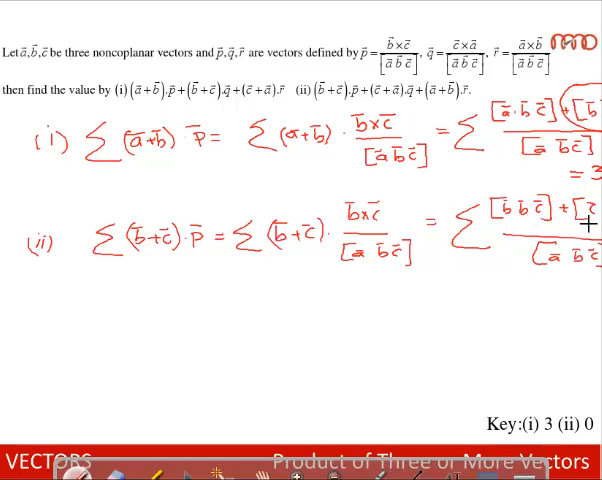 Let a⃗,b⃗,c⃗ be three noncoplanar vectors and p⃗,q⃗,r⃗ are vectors defined by p⃗ = (b⃗×c⃗)/[a⃗ b⃗ c⃗], q⃗ = (c⃗×a⃗)/[a⃗ b⃗ c⃗], r⃗ = (a⃗×b⃗)/[a⃗ b⃗ c⃗]
then find the value by (i) (a⃗+b⃗).p⃗+(b⃗+c⃗).q⃗+(c⃗+a⃗).r⃗ (ii) (b⃗+c⃗).p⃗+(c⃗+a⃗).q⃗+(a⃗+b⃗).r⃗.
(i) ∑ (a̅+b̅) · p̅ = ∑ (a+b̅) · (b̅×c̅)/[a̅ b̅ c̅] = ∑ ([a̅·b̅ c̅] + [b̅)/[a̅ b̅ c̅]
= 3
(ii) ∑ (b̅+c̅)·p̅ = ∑ (b̅+c̅) · (b̅×c̅)/[a̅ b̅ c̅] = ∑ ([b̅ b̅ c̅] + [c̅)/[a̅ b̅ c̅
Key:(i) 3 (ii) 0
VECTORS Product of Three or More Vectors